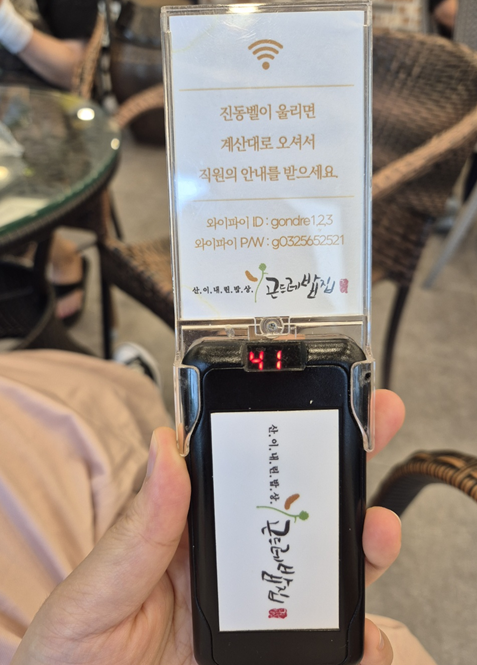 진동벨이 울리면
계산대로 오셔서
직원의 안내를 받으세요.
와이파이 ID : gondre1,2,3
와이파이 P/W : g0325652521
산.이.내.린.밥.상.
곤드레밥집
41
산.이.내.린.밥.상.
곤드레밥집